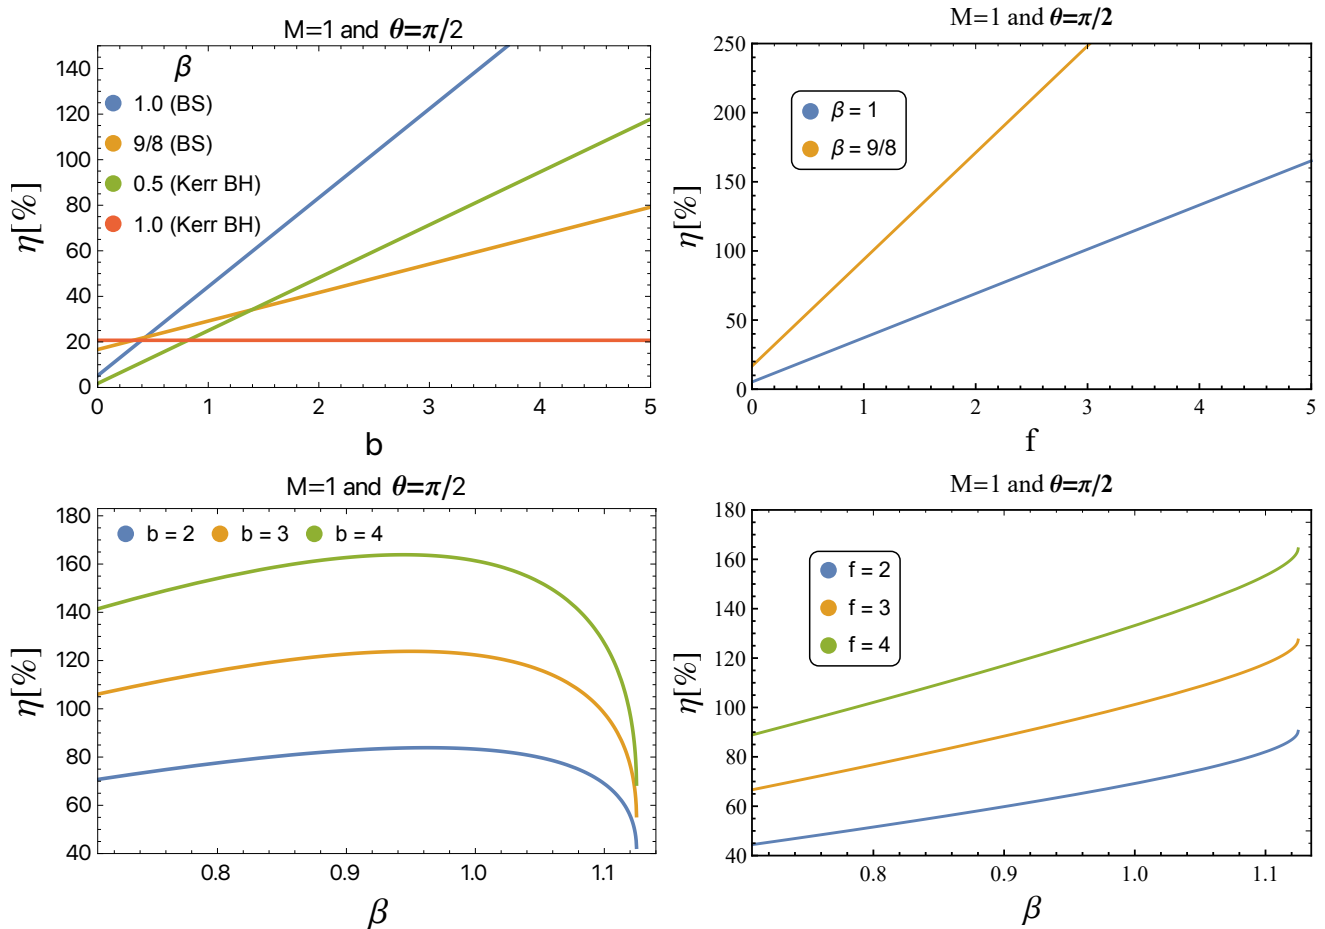 M=1 and θ=π/2
β
1.0 (BS)
9/8 (BS)
0.5 (Kerr BH)
1.0 (Kerr BH)
η[%]
140
120
100
80
60
40
20
0
0 1 2 3 4 5
b
M=1 and θ=π/2
β = 1
β = 9/8
η[%]
250
200
150
100
50
0
0 1 2 3 4 5
f
M=1 and θ=π/2
b = 2 b = 3 b = 4
η[%]
180
160
140
120
100
80
60
40
0.8 0.9 1.0 1.1
β
M=1 and θ=π/2
f = 2
f = 3
f = 4
η[%]
180
160
140
120
100
80
60
40
0.8 0.9 1.0 1.1
β